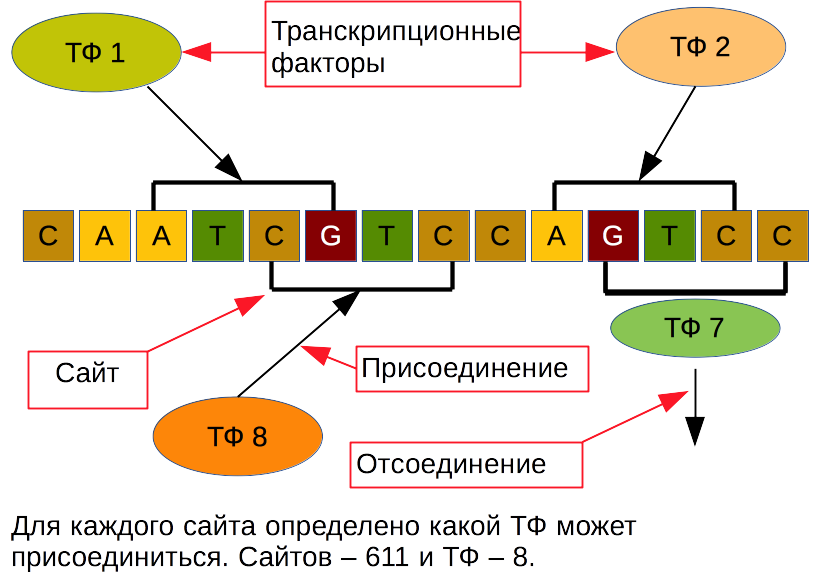 ТФ 1
Транскрипционные
факторы
ТФ 2
C A A T C G T C C A G T C C
ТФ 7
Сайт
Присоединение
ТФ 8
Отсоединение
Для каждого сайта определено какой ТФ может
присоединиться. Сайтов – 611 и ТФ – 8.